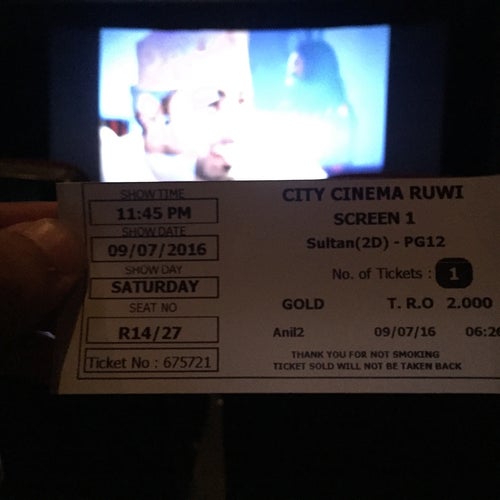 SHOW TIME
11:45 PM
SHOW DATE
09/07/2016
SHOW DAY
SATURDAY
SEAT NO
R14/27
Ticket No : 675721
CITY CINEMA RUWI
SCREEN 1
Sultan(2D) - PG12
No. of Tickets : 1
GOLD T. R.O 2.000
Anil2 09/07/16 06:26
THANK YOU FOR NOT SMOKING
TICKET SOLD WILL NOT BE TAKEN BACK